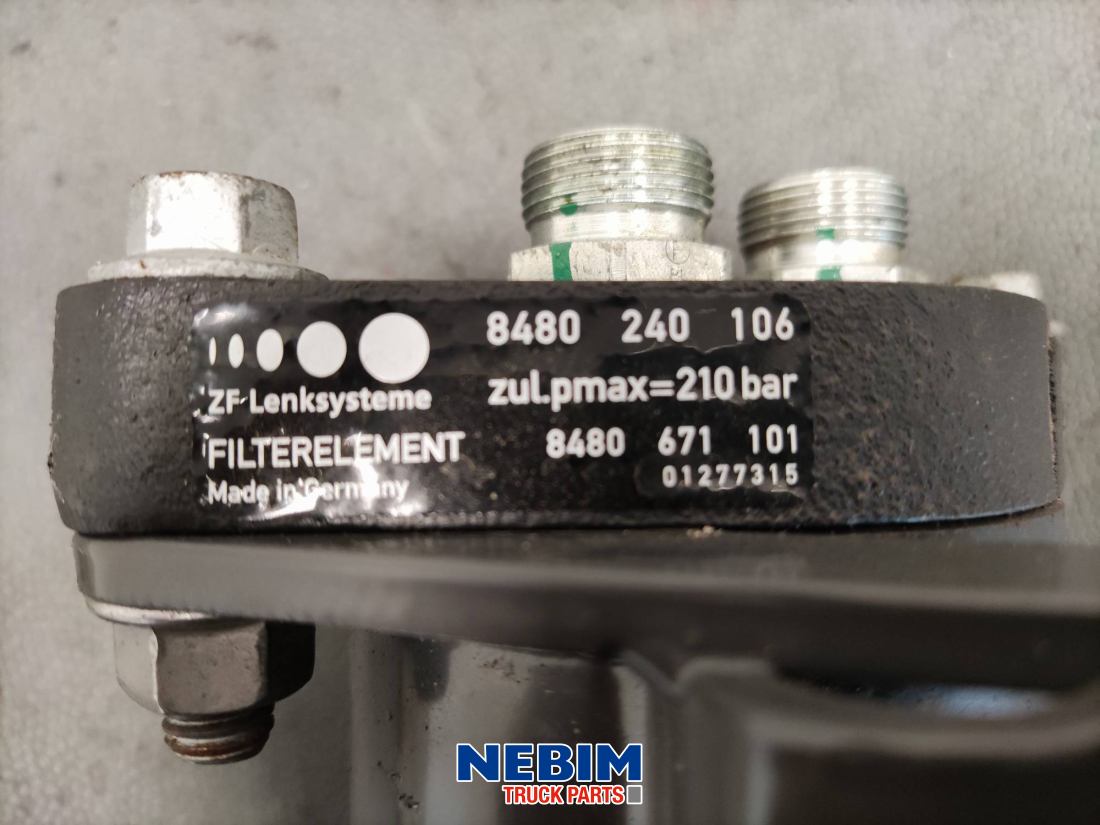 8480 240 106
ZF-Lenksysteme
zul.pmax=210 bar
FILTERELEMENT 8480 671 101
Made in Germany 01277315
NEBIM
TRUCK PARTS